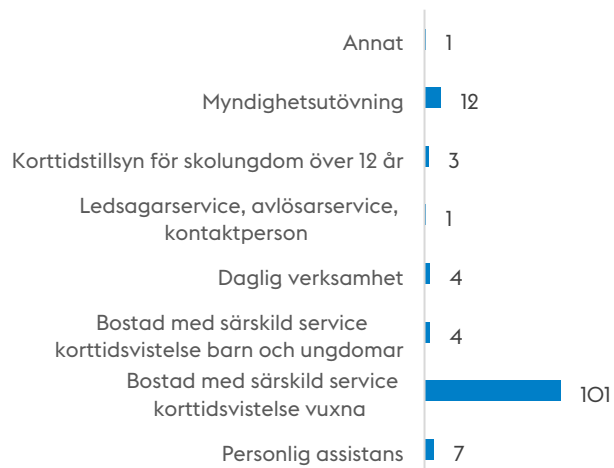 Annat 1
Myndighetsutövning 12
Korttidstillsyn för skolungdom över 12 år 3
Ledsagarservice, avlösarservice,
kontaktperson 1
Daglig verksamhet 4
Bostad med särskild service
korttidsvistelse barn och ungdomar 4
Bostad med särskild service
korttidsvistelse vuxna 101
Personlig assistans 7